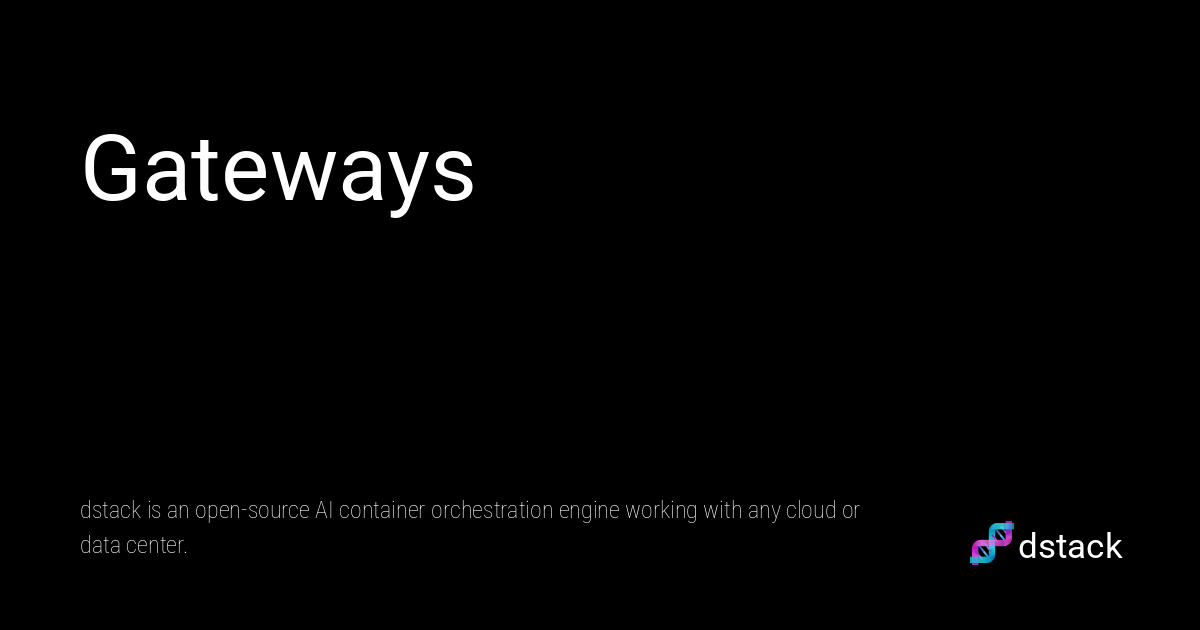 Gateways
dstack is an open-source AI container orchestration engine working with any cloud or
data center.
dstack